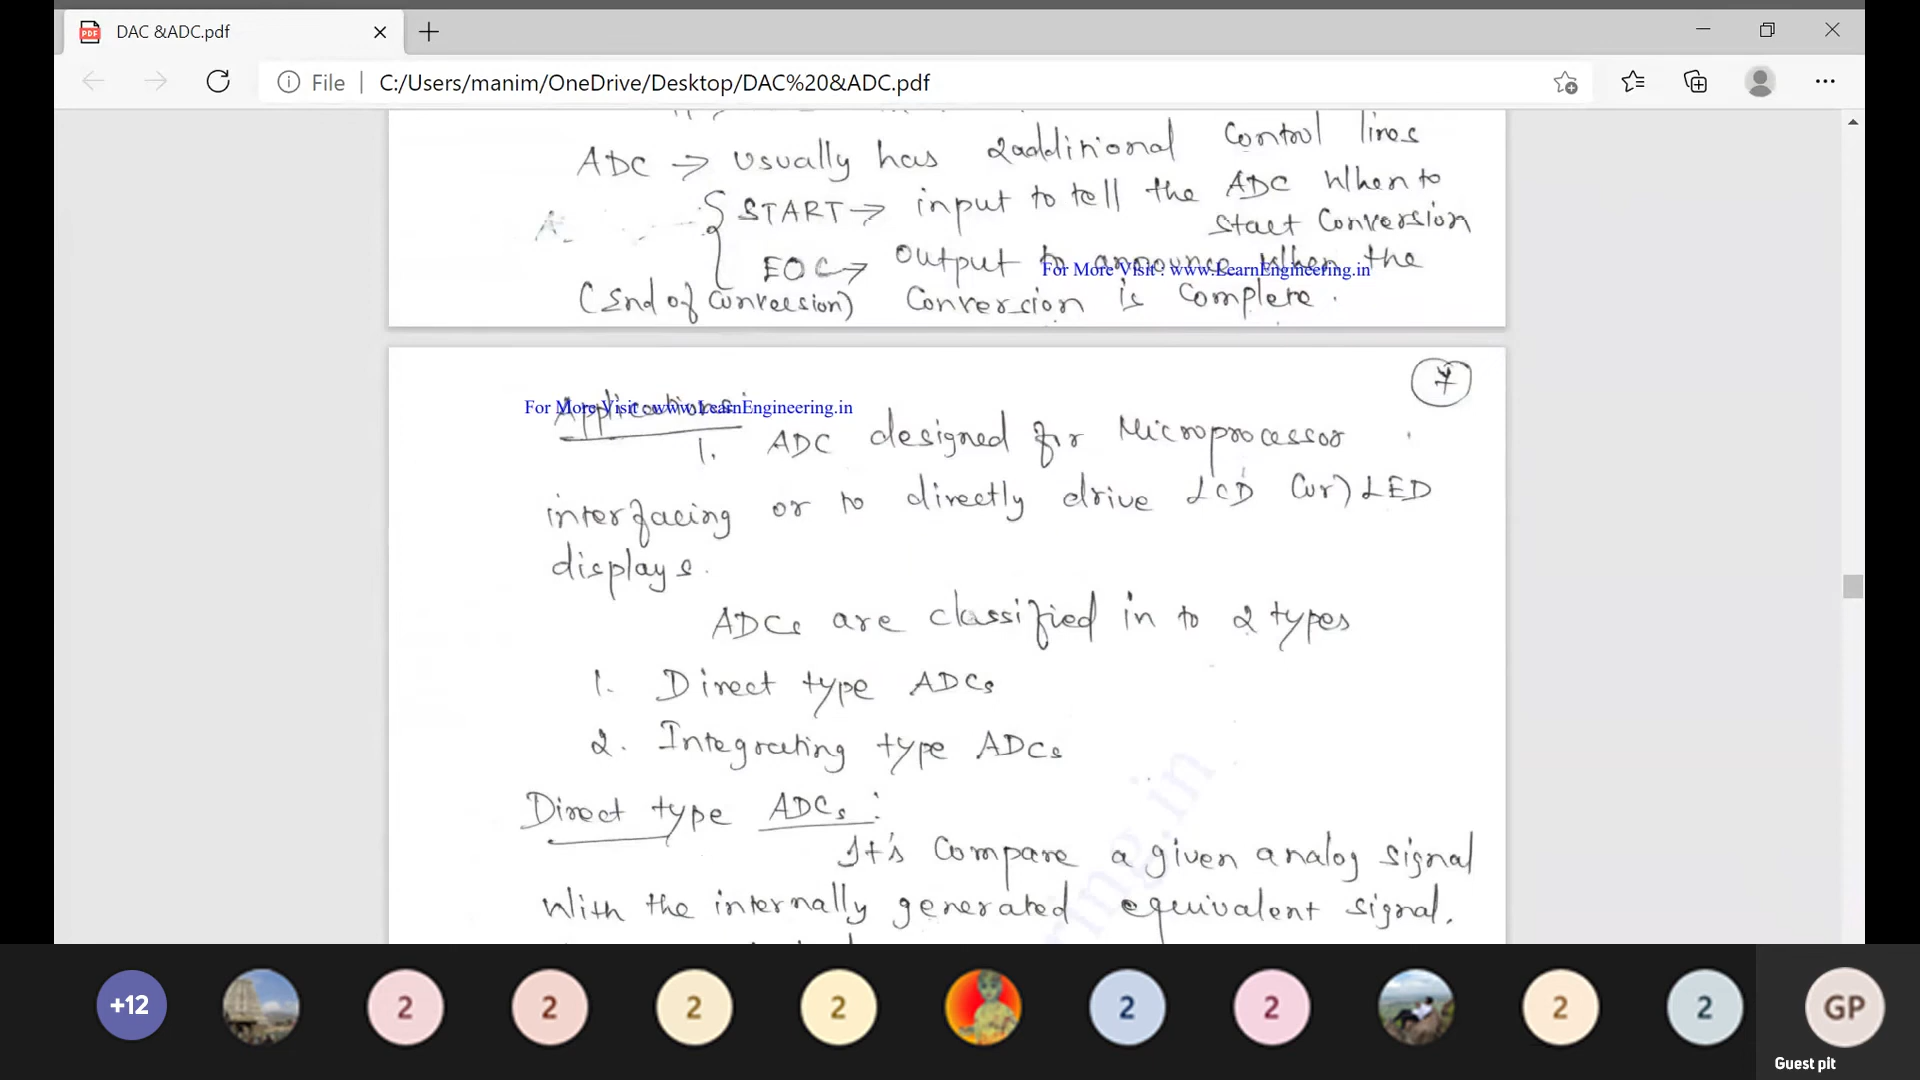 DAC &ADC.pdf
File
C:/Users/manim/OneDrive/Desktop/DAC%20&ADC.pdf
ADC → usually has 2additional Control lines
START → input to tell the ADC When to
start Conversion
EOC → Output to announce When the
For More Visit : www.LearnEngineering.in
(End of Conversion) Conversion is Complete.
7
Applications:
For More Visit : www.LearnEngineering.in
1. ADC designed for Microprocessor
interfacing or to directly drive LCD (or) LED
displays.
ADCs are classified in to 2 types
1. Direct type ADCs
2. Integrating type ADCs
Direct type ADCs :
It's Compare a given analog signal
With the internally generated equivalent signal.
ring.in
+12
2
2
2
2
2
2
2
2
GP
Guest pit